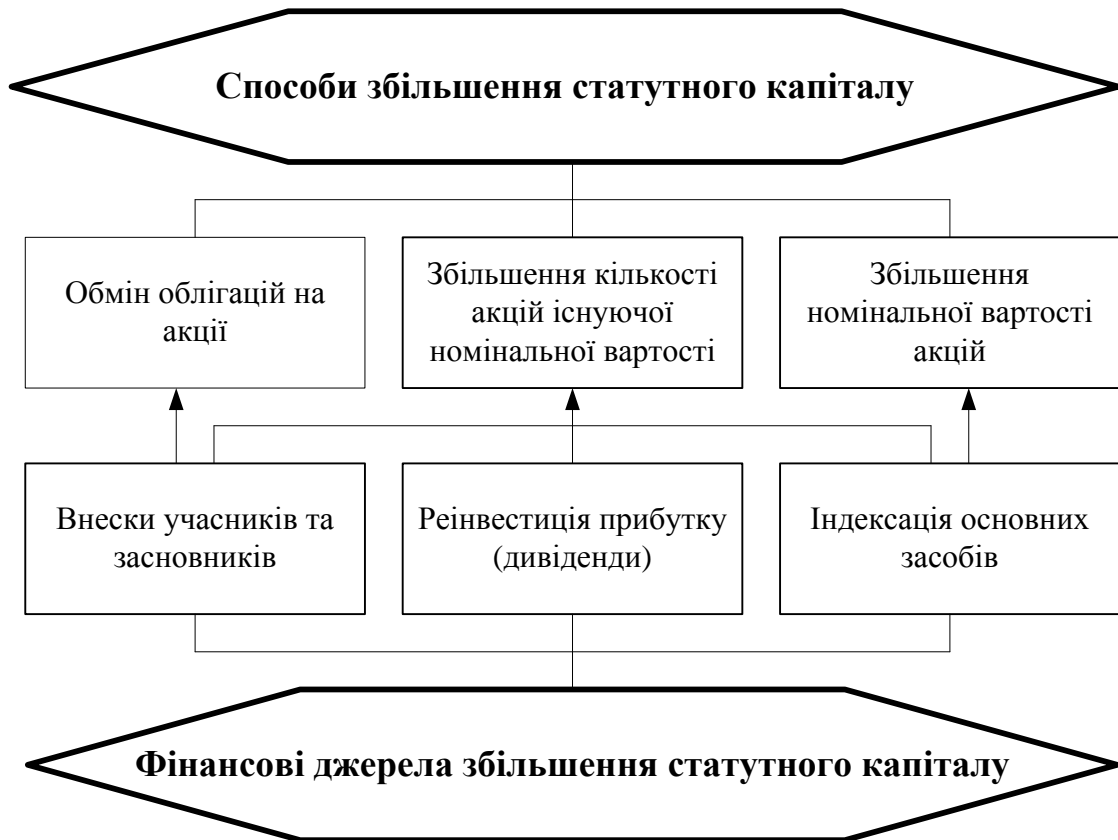 Способи збільшення статутного капіталу
Обмін облігацій на
акції
Збільшення кількості
акцій існуючої
номінальної вартості
Збільшення
номінальної вартості
акцій
Внески учасників та
засновників
Реінвестиція прибутку
(дивіденди)
Індексація основних
засобів
Фінансові джерела збільшення статутного капіталу